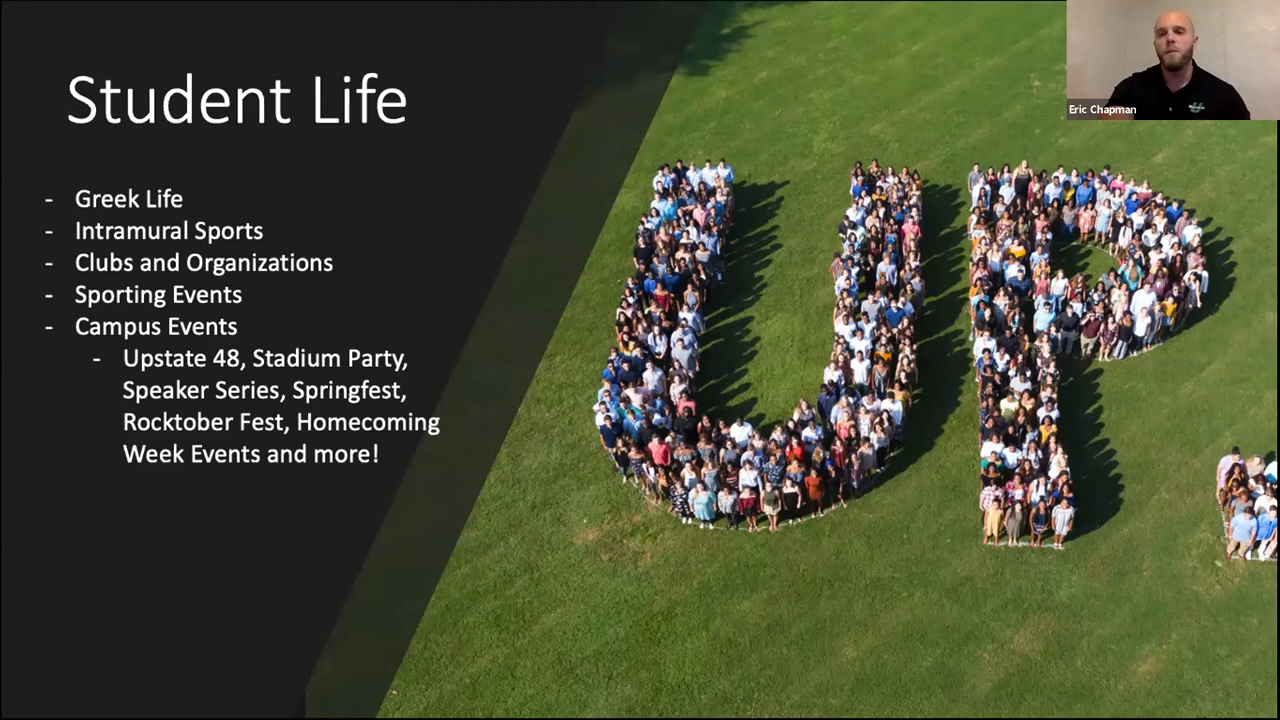 Student Life
- Greek Life
- Intramural Sports
- Clubs and Organizations
- Sporting Events
- Campus Events
- Upstate 48, Stadium Party,
Speaker Series, Springfest,
Rocktober Fest, Homecoming
Week Events and more!
UP
Eric Chapman